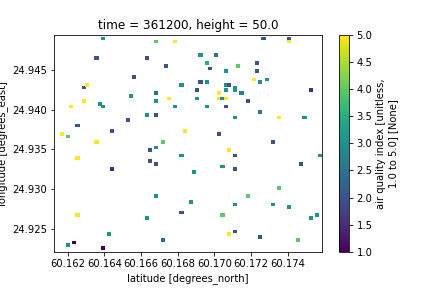 time = 361200, height = 50.0
24.945
24.940
24.935
24.930
24.925
longitude [degrees_east]
60.162 60.164 60.166 60.168 60.170 60.172 60.174
latitude [degrees_north]
5.0
4.5
4.0
3.5
3.0
2.5
2.0
1.5
1.0
air quality index [unitless,
1.0 to 5.0] [None]